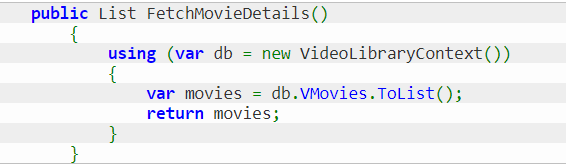 public List FetchMovieDetails()
{
using (var db = new VideoLibraryContext())
{
var movies = db.VMovies.ToList();
return movies;
}
}